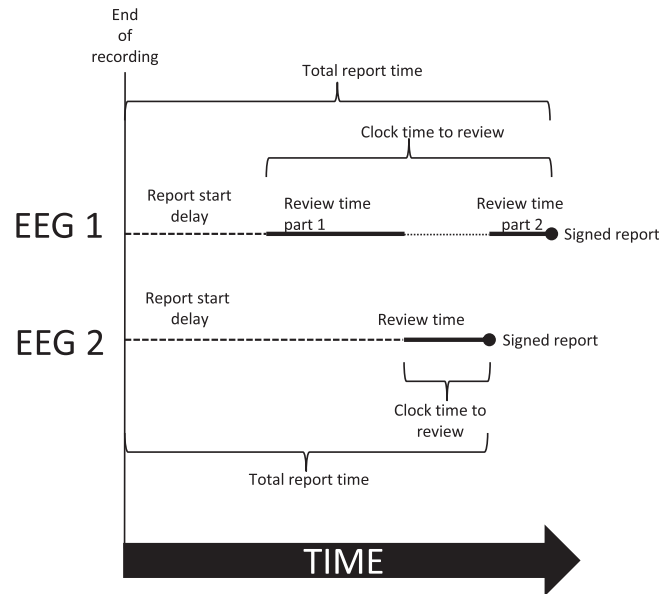 End
of
recording
Total report time
Clock time to review
Report start
delay
Review time
part 1
Review time
part 2
EEG 1
Signed report
Report start
delay
Review time
EEG 2
Signed report
Clock time to
review
Total report time
TIME